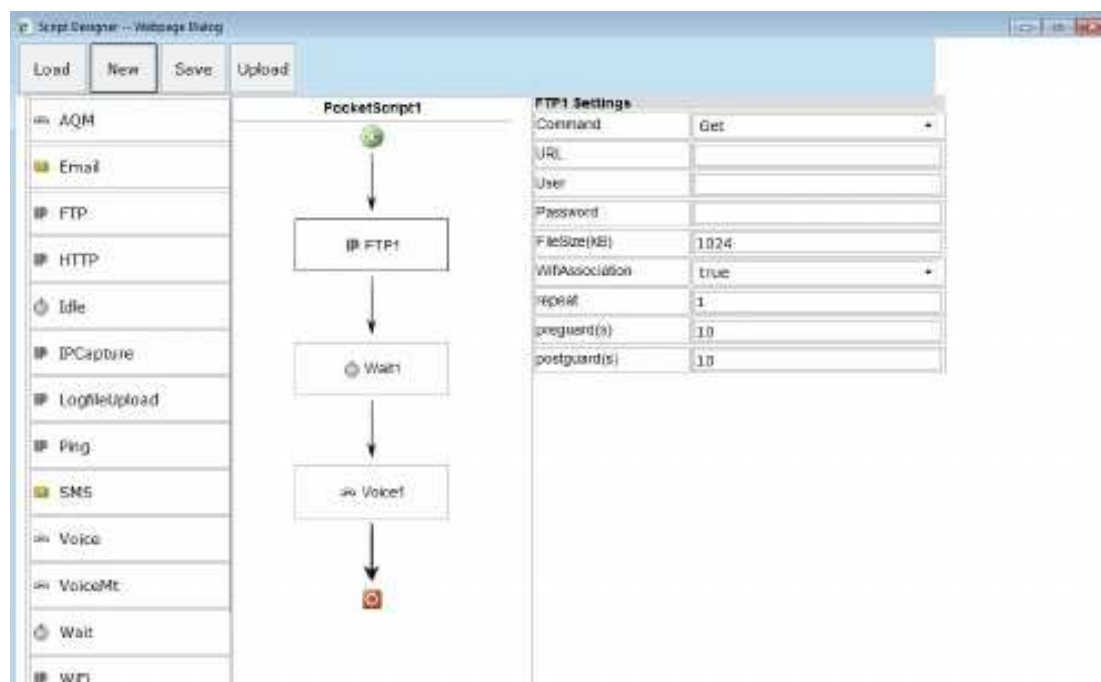 Script Designer -- Webpage Dialog
Load
New
Save
Upload
AQM
Email
FTP
HTTP
Idle
IPCapture
LogfileUpload
Ping
SMS
Voice
VoiceMt
Wait
WiFi
PocketScript1
IP FTP1
Wait1
Voice1
FTP1 Settings
Command Get
URL
User
Password
FileSize(kB) 1024
WifiAssociation true
repeat 1
preguard(s) 10
postguard(s) 10